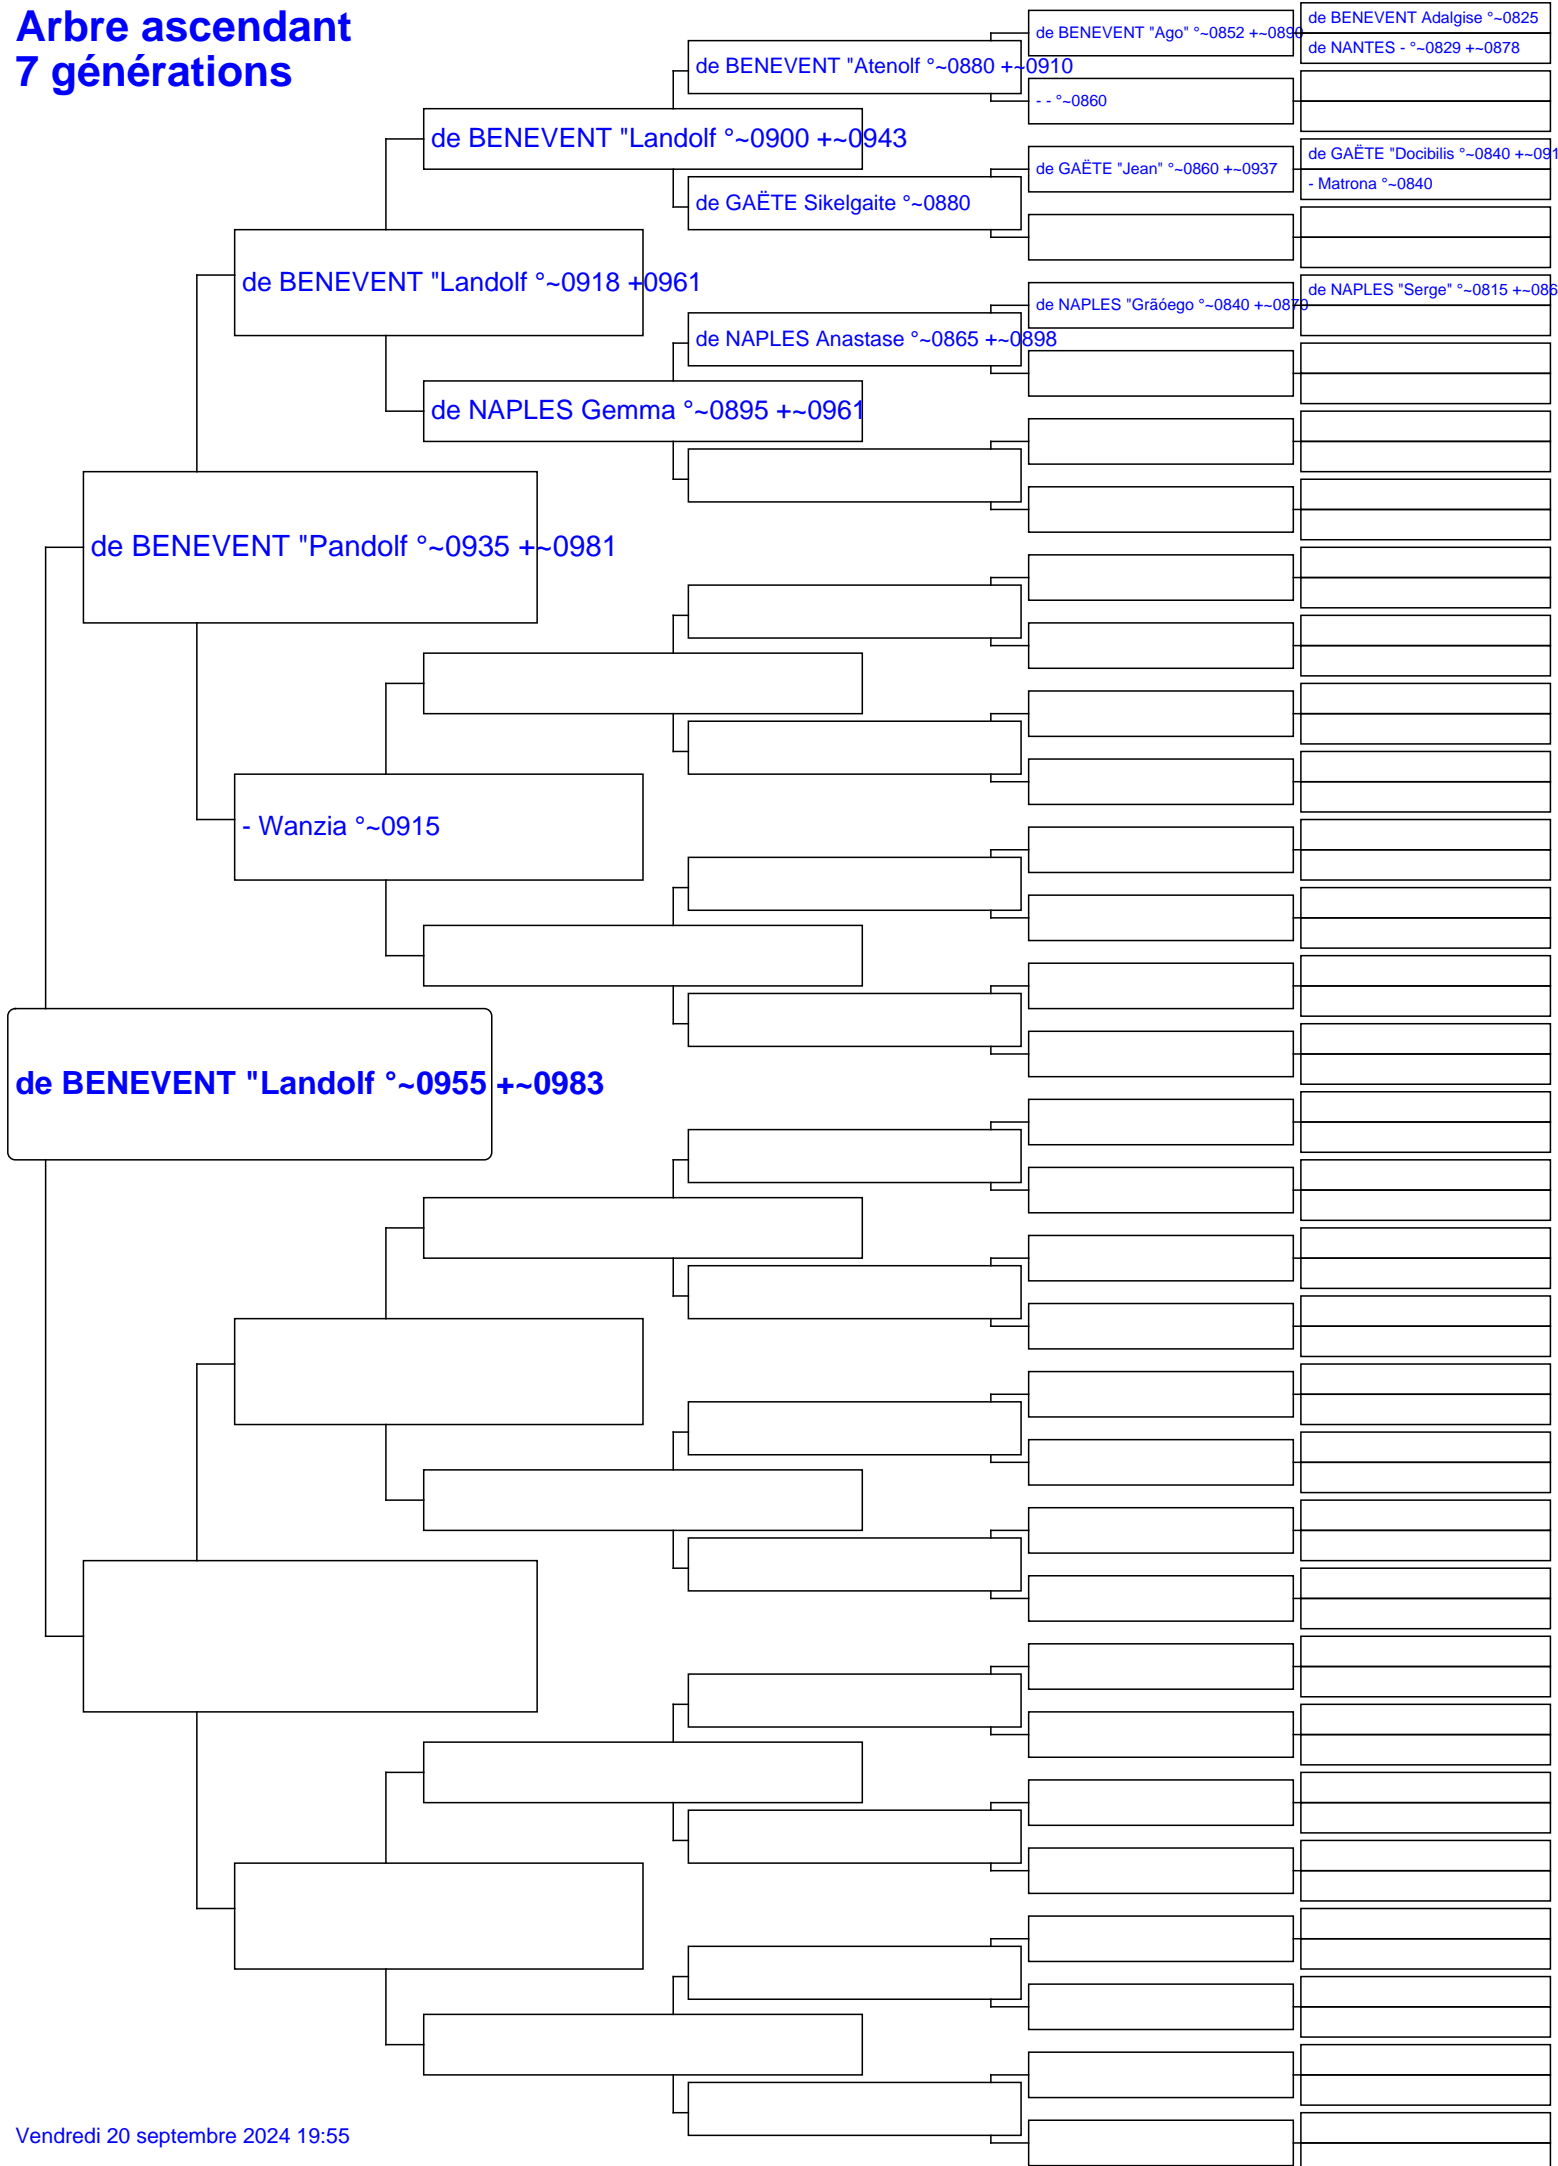 Arbre ascendant
7 générations
de BENEVENT "Ago" °~0852 +~0890
de BENEVENT Adalgise °~0825
de NANTES - °~0829 +~0878
de BENEVENT "Atenolf °~0880 +~0910
- - °~0860
de BENEVENT "Landolf °~0900 +~0943
de GAËTE "Jean" °~0860 +~0937
de GAËTE "Docibilis °~0840 +~091
- Matrona °~0840
de GAËTE Sikelgaite °~0880
de BENEVENT "Landolf °~0918 +0961
de NAPLES "Grãóego °~0840 +~0870
de NAPLES "Serge" °~0815 +~086
de NAPLES Anastase °~0865 +~0898
de NAPLES Gemma °~0895 +~0961
de BENEVENT "Pandolf °~0935 +~0981
- Wanzia °~0915
de BENEVENT "Landolf °~0955 +~0983
Vendredi 20 septembre 2024 19:55